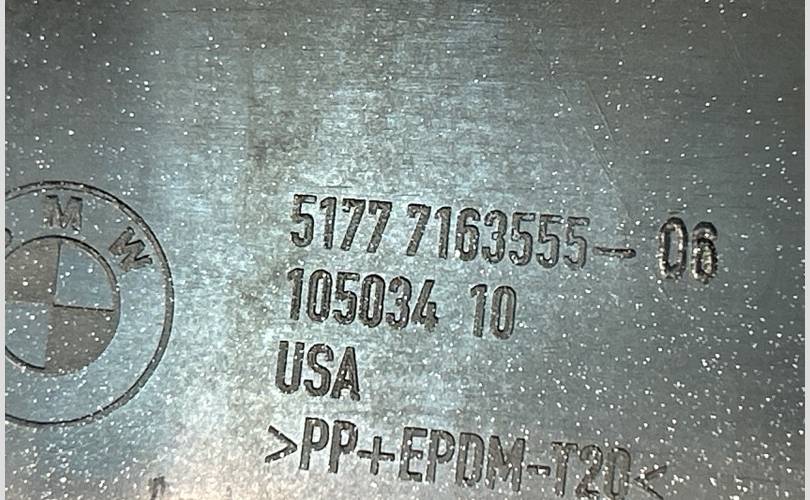 BMW
5177 7163555- 06
105034 10
USA
>PP+EPDM-T20<